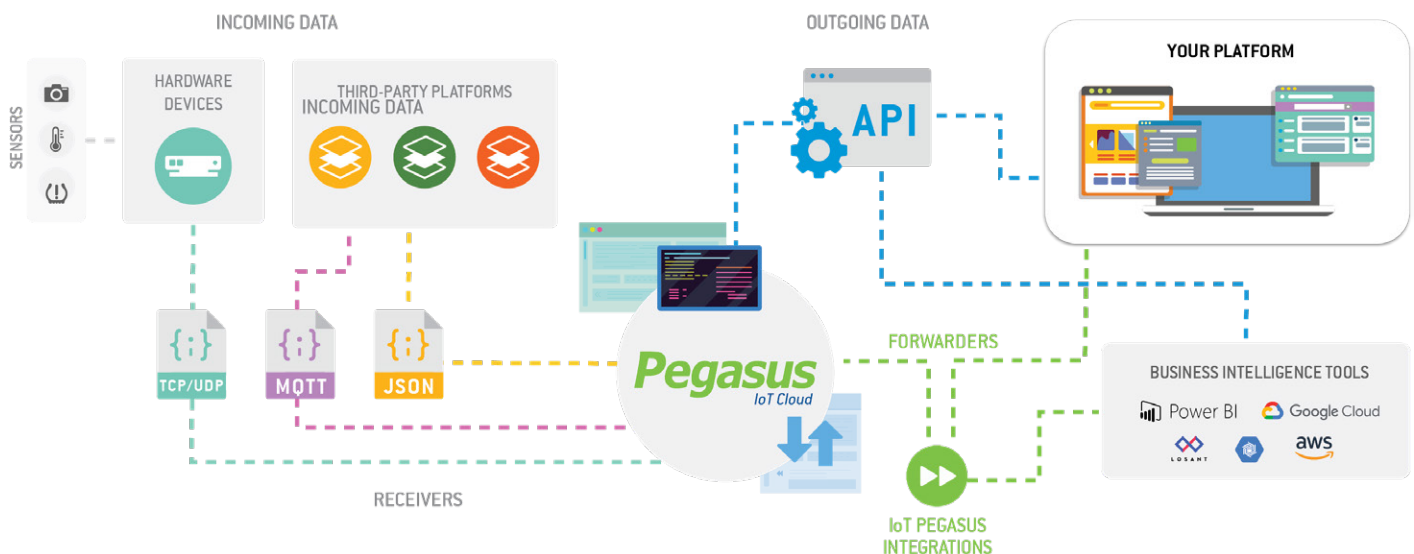 INCOMING DATA
OUTGOING DATA
SENSORS
HARDWARE
DEVICES
THIRD-PARTY PLATFORMS
INCOMING DATA
API
YOUR PLATFORM
{;}
TCP/UDP
{;}
MQTT
{;}
JSON
Pegasus
IoT Cloud
FORWARDERS
BUSINESS INTELLIGENCE TOOLS
Power BI
Google Cloud
LOSANT
aws
RECEIVERS
IoT PEGASUS
INTEGRATIONS